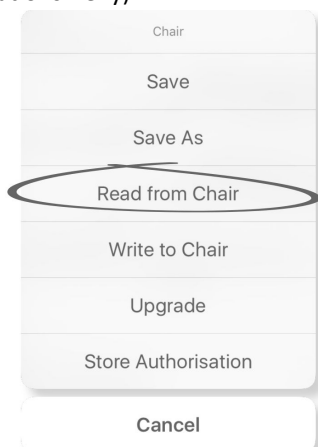 Chair
Save
Save As
Read from Chair
Write to Chair
Upgrade
Store Authorisation
Cancel